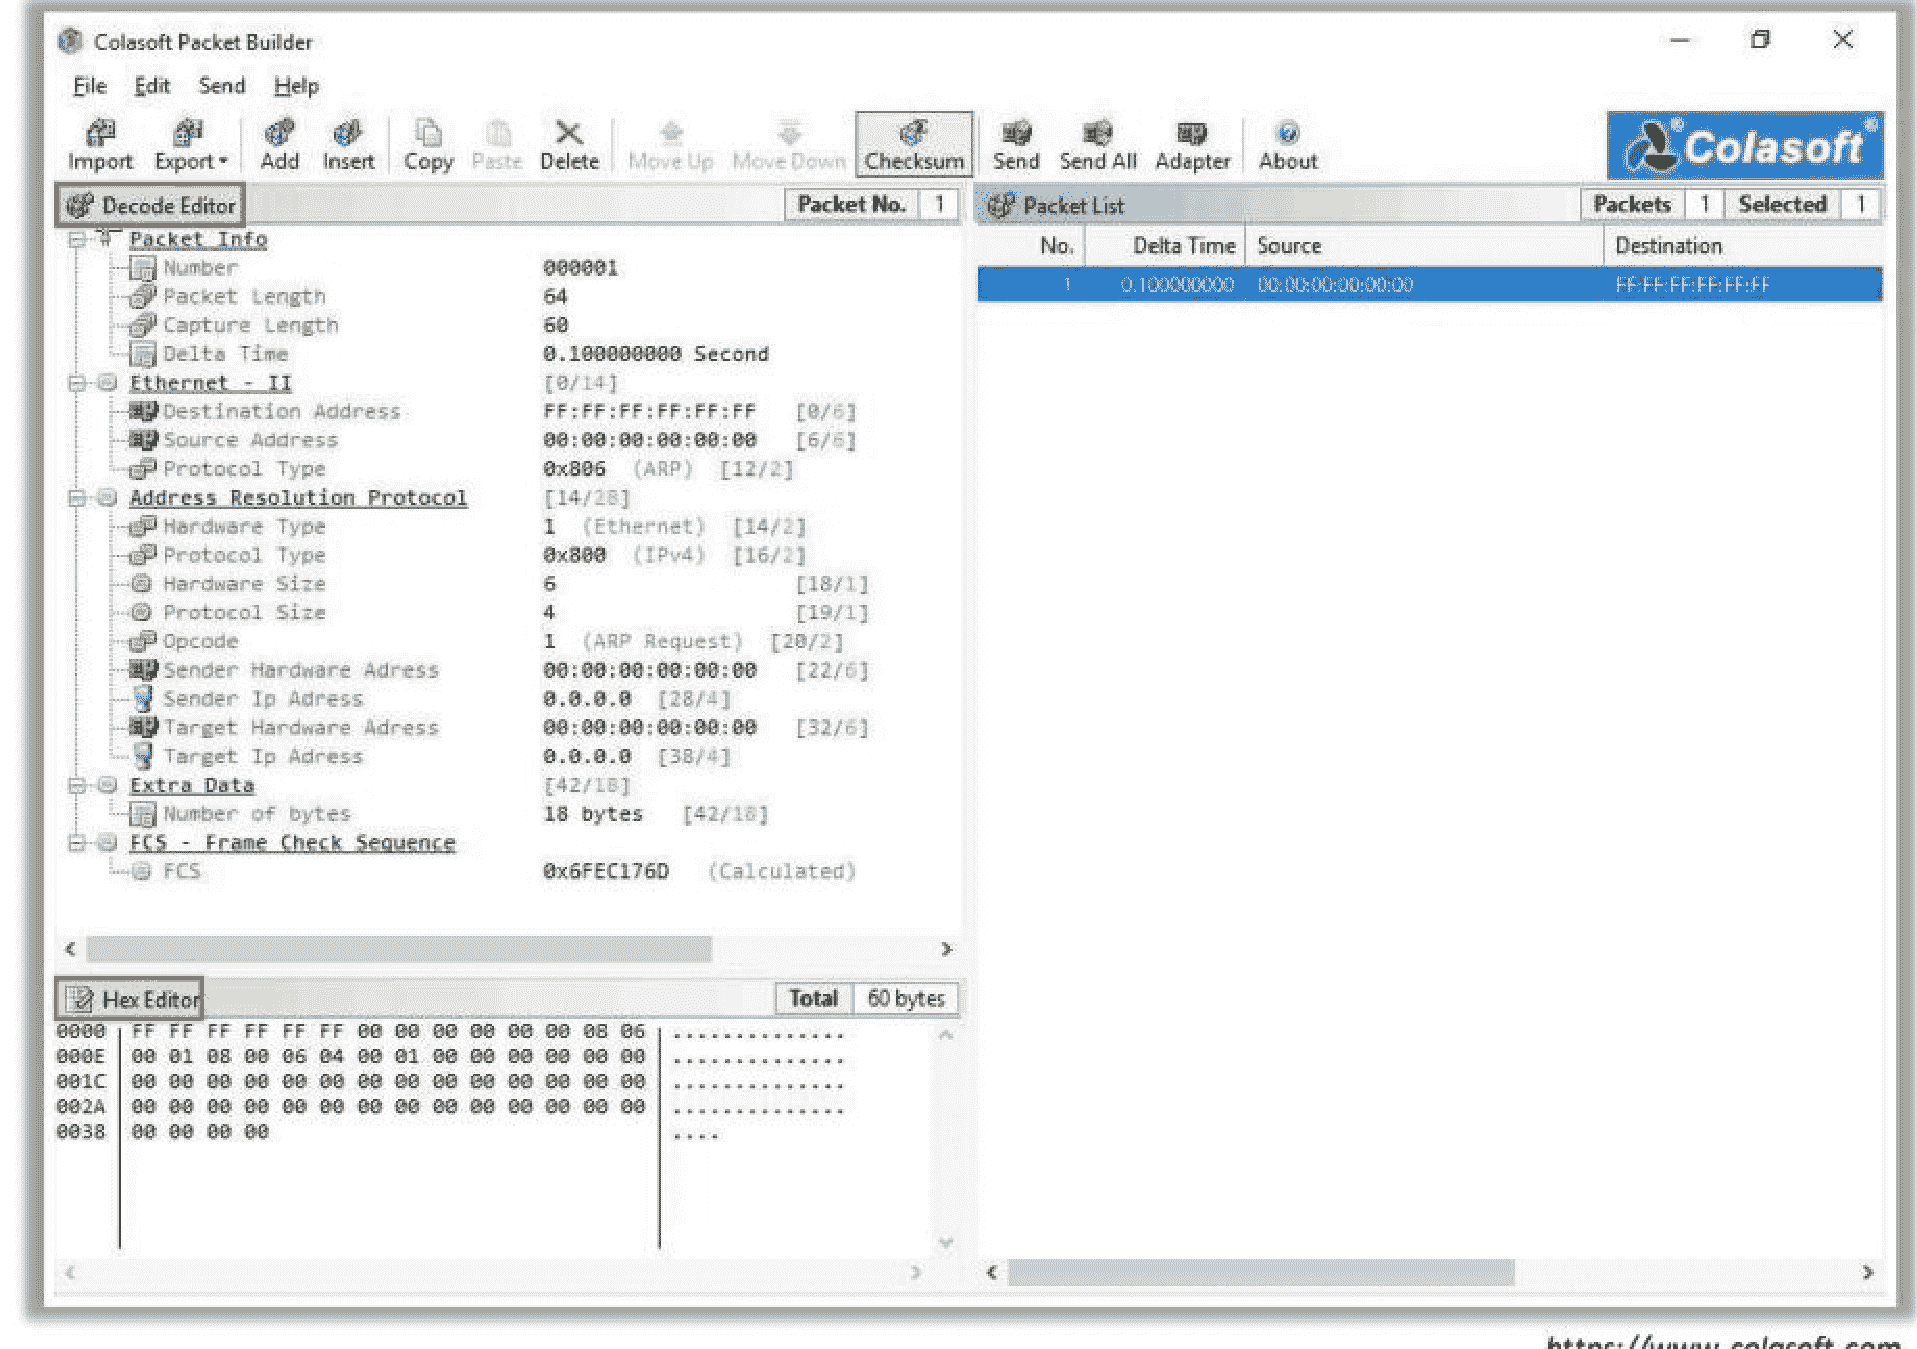 Colasoft Packet Builder
File Edit Send Help
Import Export Add Insert Copy Paste Delete Move Up Move Down Checksum Send Send All Adapter About
Colasoft
Decode Editor Packet No. 1
Packet Info
Number 000001
Packet Length 64
Capture Length 60
Delta Time 0.100000000 Second
Ethernet - II [0/14]
Destination Address FF:FF:FF:FF:FF:FF [0/6]
Source Address 00:00:00:00:00:00 [6/6]
Protocol Type 0x806 (ARP) [12/2]
Address Resolution Protocol [14/28]
Hardware Type 1 (Ethernet) [14/2]
Protocol Type 0x800 (IPv4) [16/2]
Hardware Size 6 [18/1]
Protocol Size 4 [19/1]
Opcode 1 (ARP Request) [20/2]
Sender Hardware Adress 00:00:00:00:00:00 [22/6]
Sender Ip Adress 0.0.0.0 [28/4]
Target Hardware Adress 00:00:00:00:00:00 [32/6]
Target Ip Adress 0.0.0.0 [38/4]
Extra Data [42/18]
Number of bytes 18 bytes [42/18]
FCS - Frame Check Sequence
FCS 0x6FEC176D (Calculated)
Hex Editor Total 60 bytes
0000 FF FF FF FF FF FF 00 00 00 00 00 00 08 06 ..............
000E 00 01 08 00 06 04 00 01 00 00 00 00 00 00 ..............
001C 00 00 00 00 00 00 00 00 00 00 00 00 00 00 ..............
002A 00 00 00 00 00 00 00 00 00 00 00 00 00 00 ..............
0038 00 00 00 00 ....
Packet List Packets 1 Selected 1
No. Delta Time Source Destination
1 0.100000000 00:00:00:00:00:00 FF:FF:FF:FF:FF:FF
https://www.colasoft.com